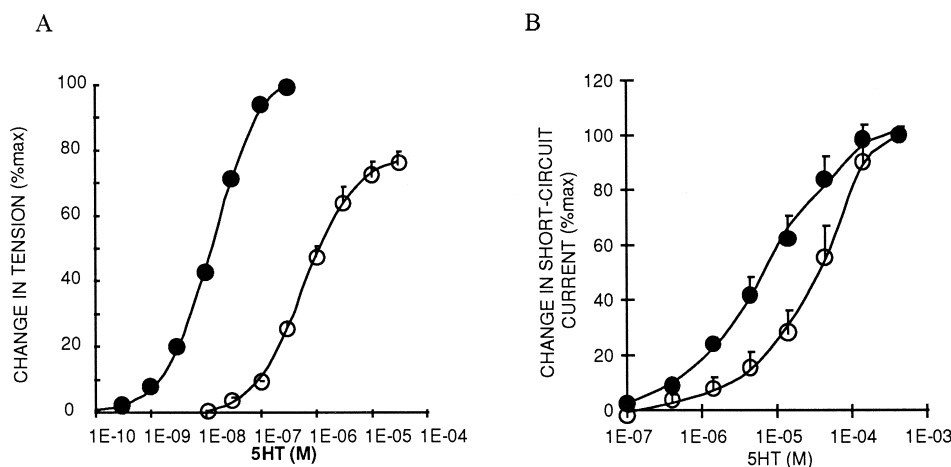 A
CHANGE IN TENSION (%max)
100
80
60
40
20
0
1E-10 1E-09 1E-08 1E-07 1E-06 1E-05 1E-04
5HT (M)
B
CHANGE IN SHORT-CIRCUIT
CURRENT (%max)
120
100
80
60
40
20
0
1E-07 1E-06 1E-05 1E-04 1E-03
5HT (M)